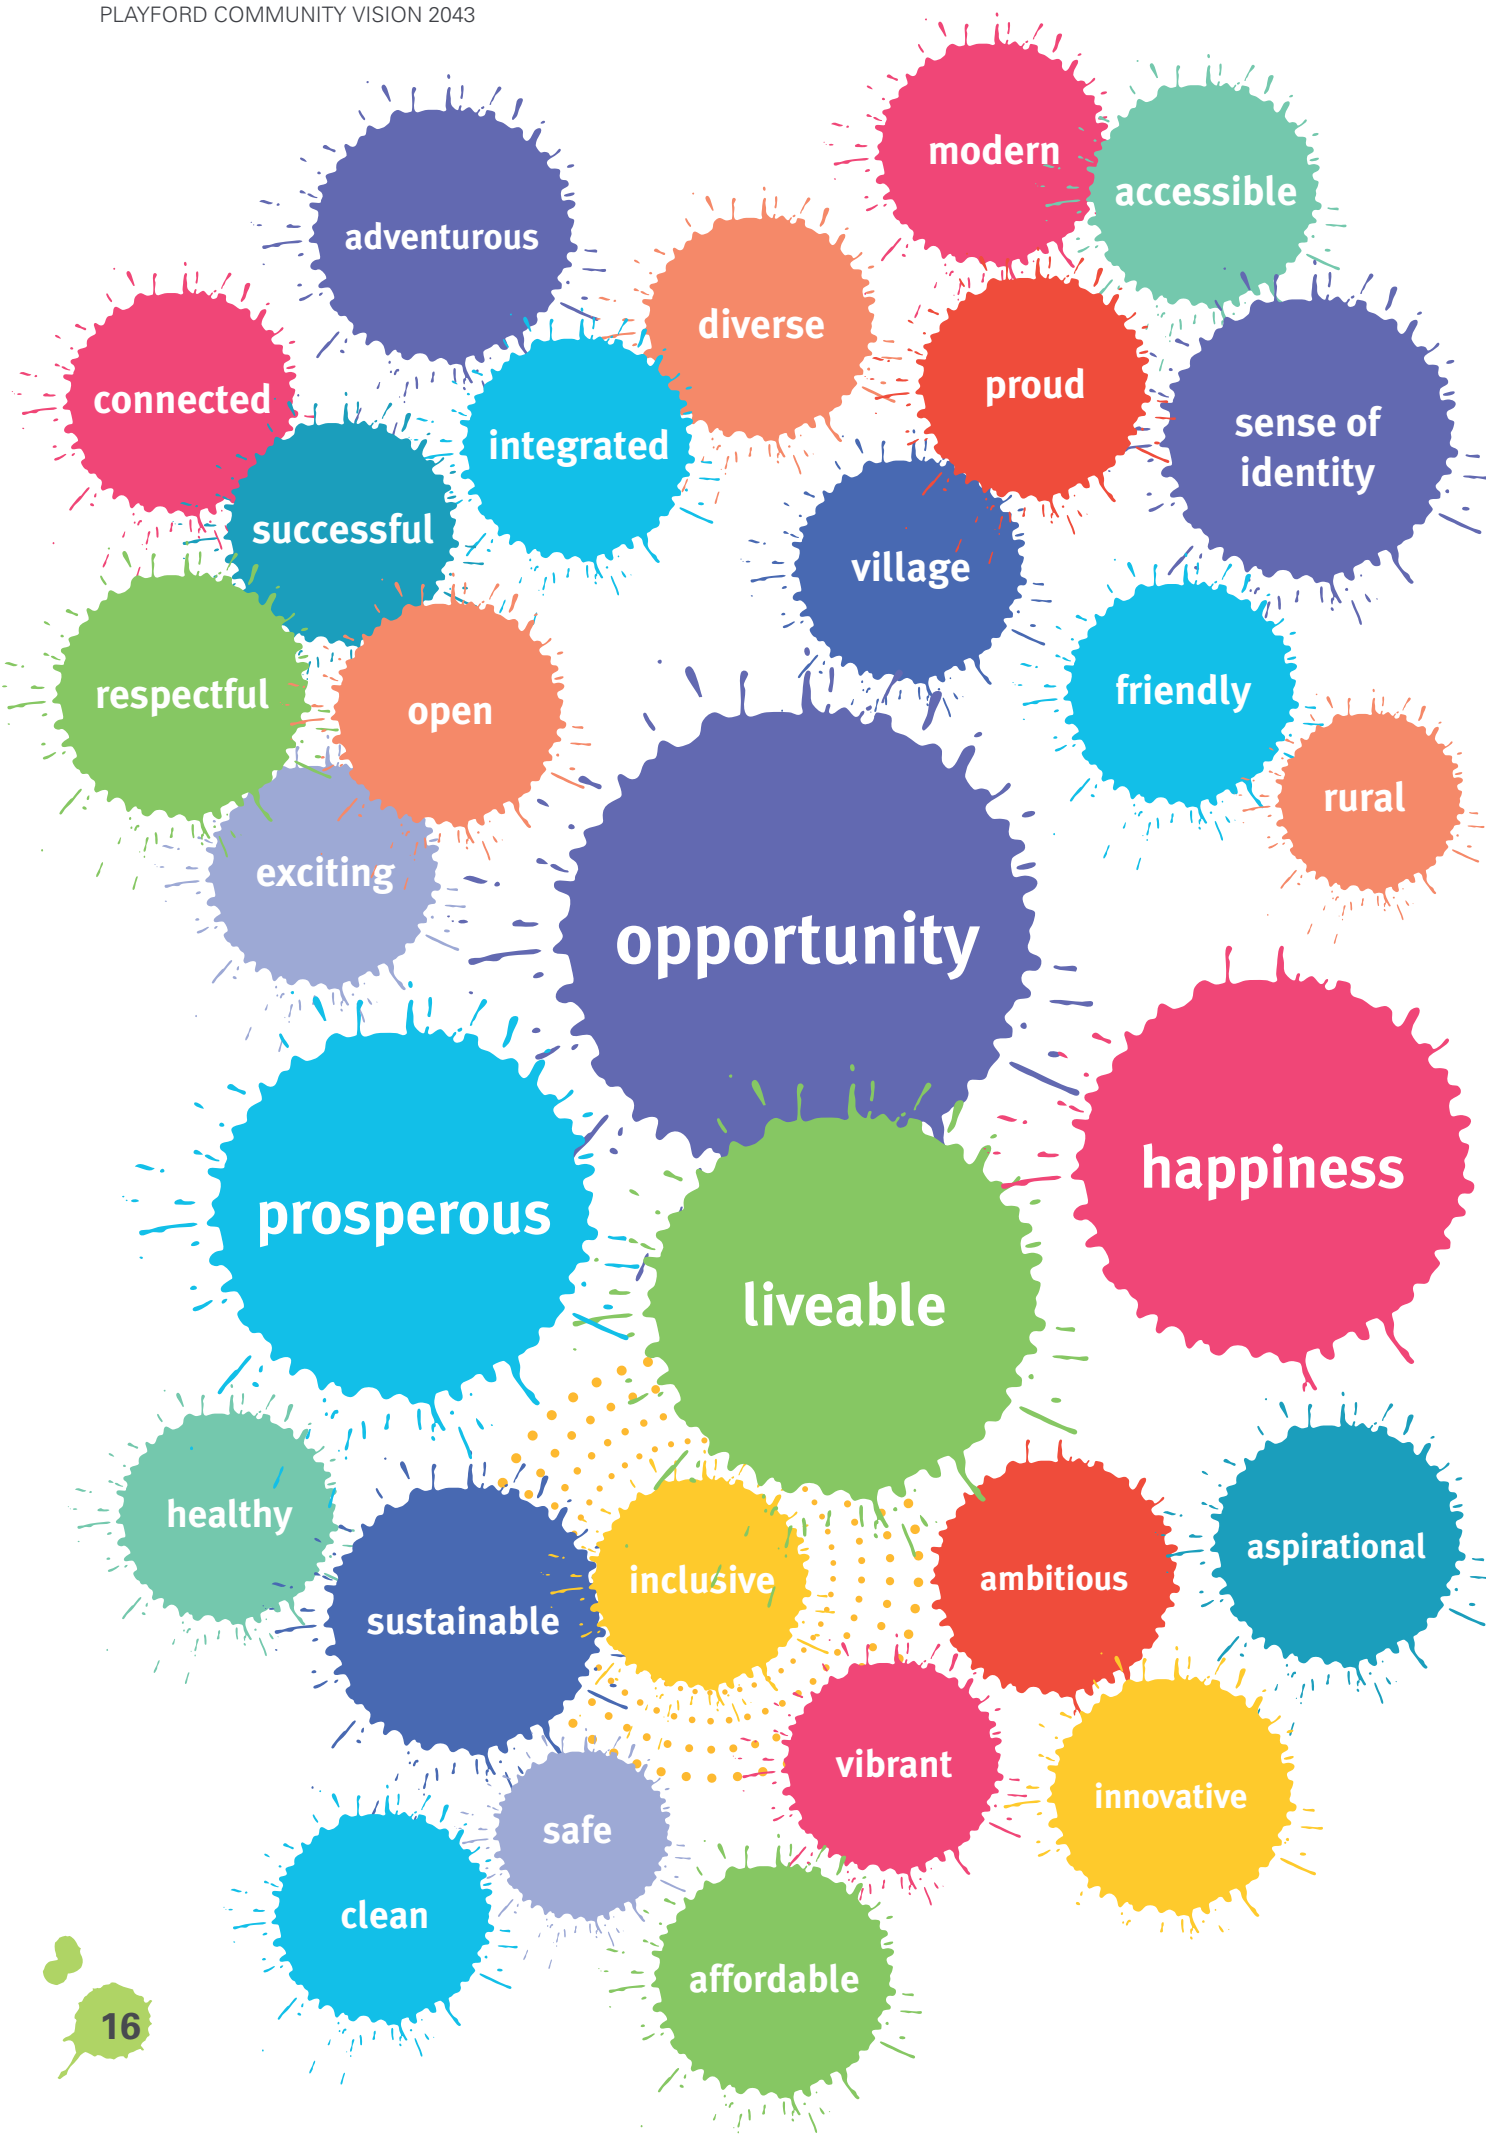 PLAYFORD COMMUNITY VISION 2043
modern
accessible
adventurous
diverse
proud
connected
sense of
identity
integrated
successful
village
respectful
open
friendly
rural
exciting
opportunity
happiness
prosperous
liveable
healthy
aspirational
inclusive
ambitious
sustainable
vibrant
innovative
safe
clean
affordable
16